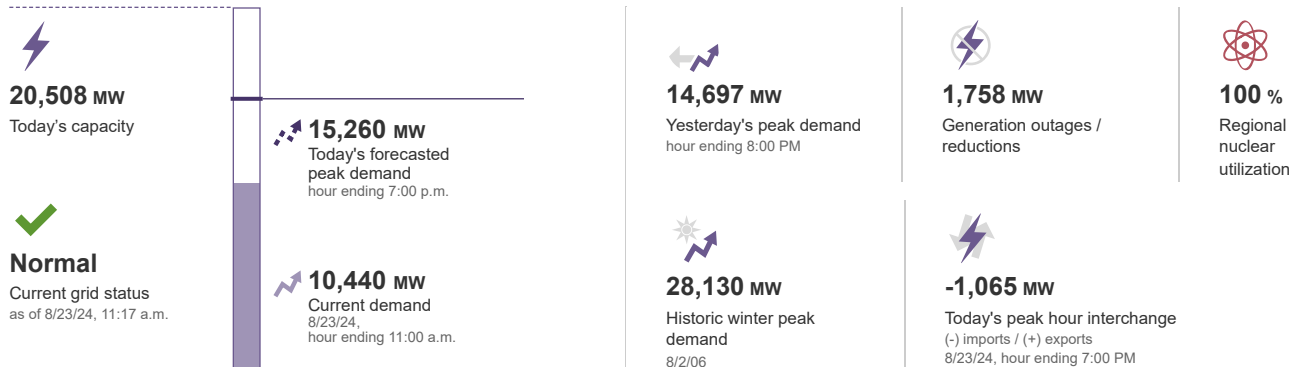 20,508 MW
Today's capacity
Normal
Current grid status
as of 8/23/24, 11:17 a.m.
15,260 MW
Today's forecasted
peak demand
hour ending 7:00 p.m.
10,440 MW
Current demand
8/23/24,
hour ending 11:00 a.m.
14,697 MW
Yesterday's peak demand
hour ending 8:00 PM
1,758 MW
Generation outages /
reductions
100 %
Regional
nuclear
utilization
28,130 MW
Historic winter peak
demand
8/2/06
-1,065 MW
Today's peak hour interchange
(-) imports / (+) exports
8/23/24, hour ending 7:00 PM